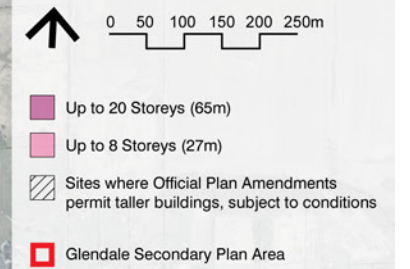 0 50 100 150 200 250m
Up to 20 Storeys (65m)
Up to 8 Storeys (27m)
Sites where Official Plan Amendments
permit taller buildings, subject to conditions
Glendale Secondary Plan Area